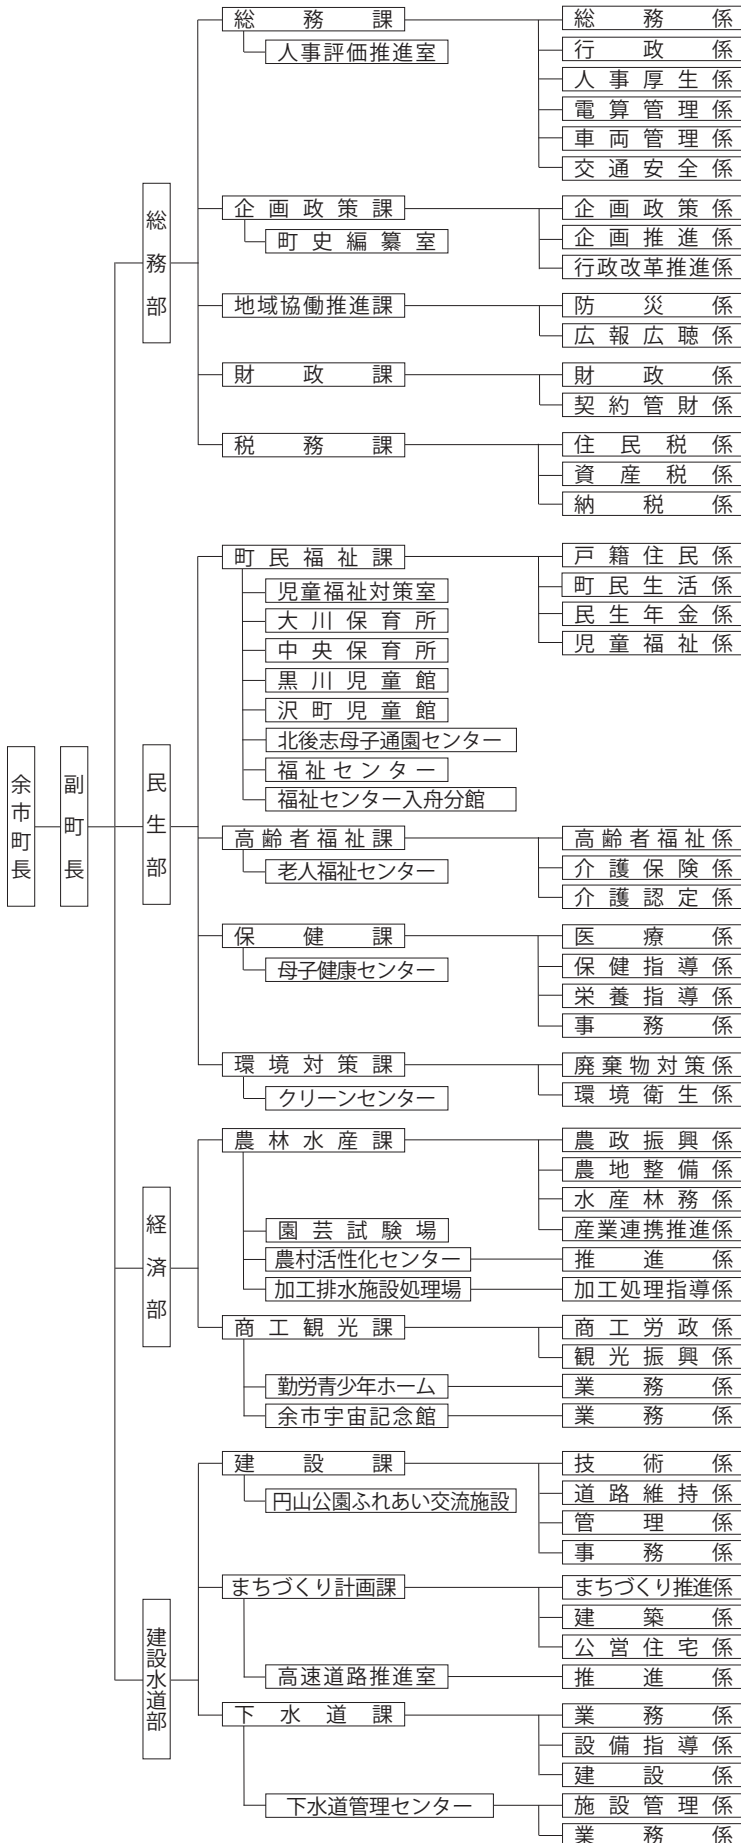 余市町長
副町長
総務部
総務課
人事評価推進室
総務係
行政係
人事厚生係
電算管理係
車両管理係
交通安全係
企画政策課
町史編纂室
企画政策係
企画推進係
行政改革推進係
地域協働推進課
防災係
広報広聴係
財政課
財政係
契約管財係
税務課
住民税係
資産税係
納税係
民生部
町民福祉課
戸籍住民係
町民生活係
民生年金係
児童福祉係
児童福祉対策室
大川保育所
中央保育所
黒川児童館
沢町児童館
北後志母子通園センター
福祉センター
福祉センター入舟分館
高齢者福祉課
老人福祉センター
高齢者福祉係
介護保険係
介護認定係
保健課
母子健康センター
医療係
保健指導係
栄養指導係
事務係
環境対策課
クリーンセンター
廃棄物対策係
環境衛生係
経済部
農林水産課
農政振興係
農地整備係
水産林務係
産業連携推進係
園芸試験場
農村活性化センター
推進係
加工排水施設処理場
加工処理指導係
商工観光課
商工労政係
観光振興係
勤労青少年ホーム
業務係
余市宇宙記念館
業務係
建設水道部
建設課
円山公園ふれあい交流施設
技術係
道路維持係
管理係
事務係
まちづくり計画課
まちづくり推進係
建築係
公営住宅係
高速道路推進室
推進係
下水道課
業務係
設備指導係
建設係
下水道管理センター
施設管理係
業務係